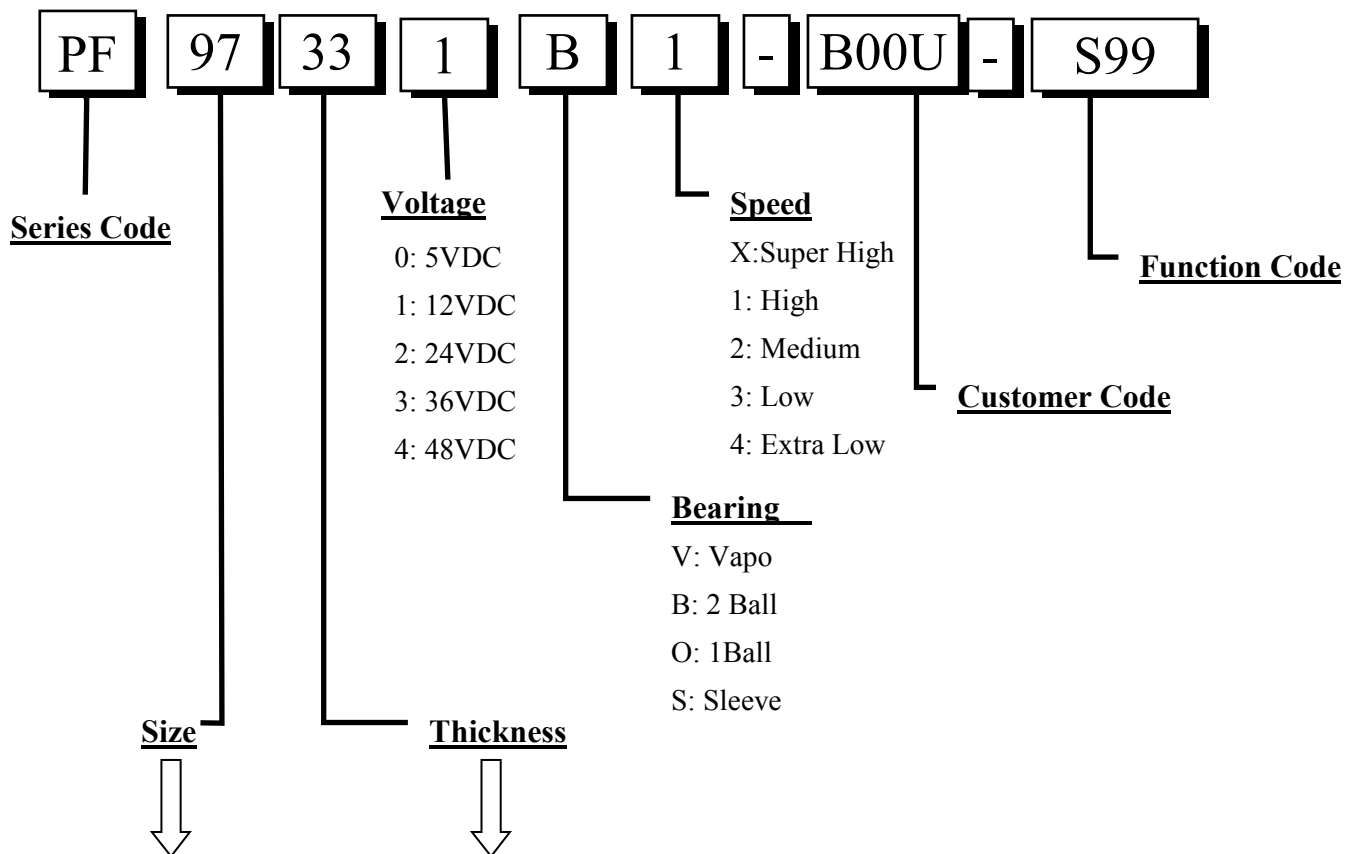 PF 97 33 1 B 1 - B00U - S99
Series Code
Voltage
0: 5VDC
1: 12VDC
2: 24VDC
3: 36VDC
4: 48VDC
Speed
X:Super High
1: High
2: Medium
3: Low
4: Extra Low
Function Code
Customer Code
Bearing
V: Vapo
B: 2 Ball
O: 1Ball
S: Sleeve
Size
Thickness